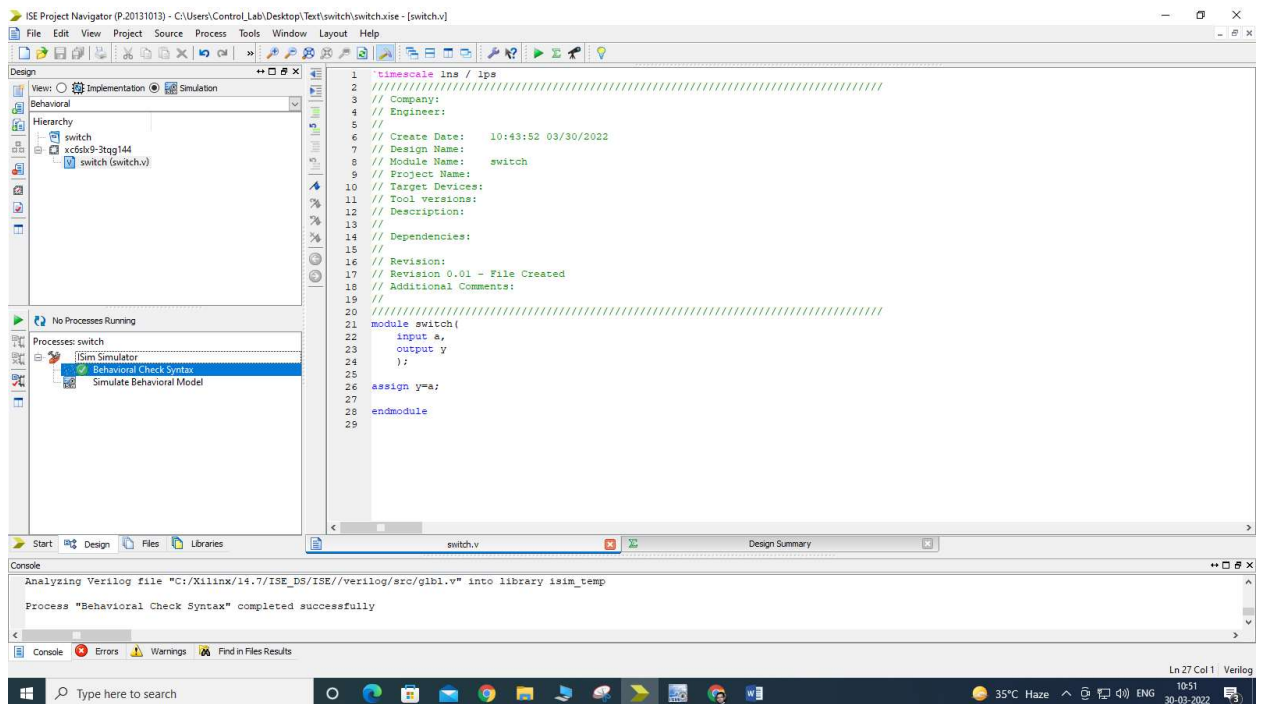 ISE Project Navigator (P.20131013) - C:\Users\Control_Lab\Desktop\Text\switch\switch.xise - [switch.v]
File Edit View Project Source Process Tools Window Layout Help
Design
View: Implementation Simulation
Behavioral
Hierarchy
switch
xc6slx9-3tqg144
switch (switch.v)
No Processes Running
Processes: switch
ISim Simulator
Behavioral Check Syntax
Simulate Behavioral Model
Start Design Files Libraries
1 `timescale 1ns / 1ps
2 //////////////////////////////////////////////////////////////////////////////////
3 // Company:
4 // Engineer:
5 //
6 // Create Date: 10:43:52 03/30/2022
7 // Design Name:
8 // Module Name: switch
9 // Project Name:
10 // Target Devices:
11 // Tool versions:
12 // Description:
13 //
14 // Dependencies:
15 //
16 // Revision:
17 // Revision 0.01 - File Created
18 // Additional Comments:
19 //
20 //////////////////////////////////////////////////////////////////////////////////
21 module switch(
22 input a,
23 output y
24 );
25
26 assign y=a;
27
28 endmodule
29
switch.v Design Summary
Console
Analyzing Verilog file "C:/Xilinx/14.7/ISE_DS/ISE//verilog/src/glbl.v" into library isim_temp
Process "Behavioral Check Syntax" completed successfully
Console Errors Warnings Find in Files Results
Ln 27 Col 1 Verilog
Type here to search
35°C Haze ENG 10:51
30-03-2022 3